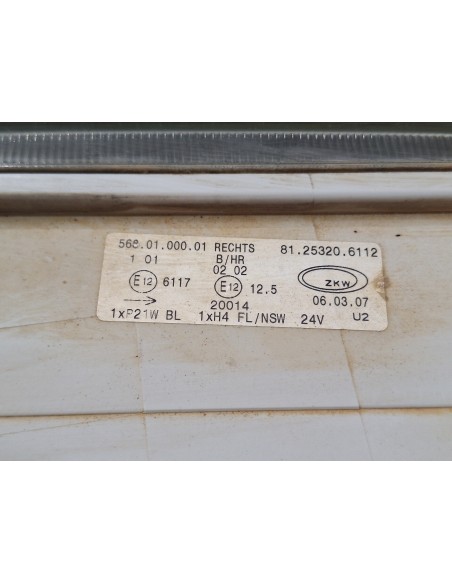 568.01.000.01 RECHTS 81.25320.6112
1 01 B/HR
02 02
E12 6117 E12 12.5 ZKW
→ 20014 06.03.07
1xP21W BL 1xH4 FL/NSW 24V U2